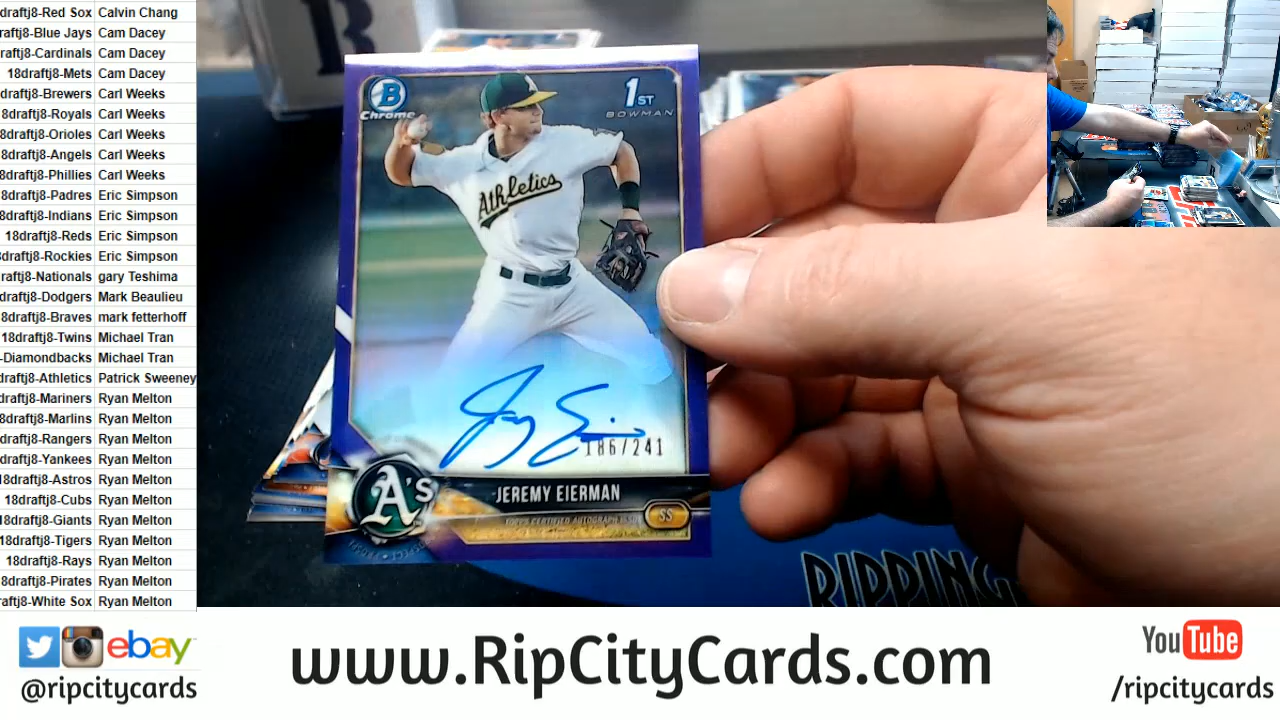 draftj8-Red Sox Calvin Chang
raftj8-Blue Jays Cam Dacey
raftj8-Cardinals Cam Dacey
18draftj8-Mets Cam Dacey
draftj8-Brewers Carl Weeks
8draftj8-Royals Carl Weeks
8draftj8-Orioles Carl Weeks
8draftj8-Angels Carl Weeks
8draftj8-Phillies Carl Weeks
8draftj8-Padres Eric Simpson
8draftj8-Indians Eric Simpson
18draftj8-Reds Eric Simpson
8draftj8-Rockies Eric Simpson
raftj8-Nationals gary Teshima
draftj8-Dodgers Mark Beaulieu
8draftj8-Braves mark fetterhoff
18draftj8-Twins Michael Tran
-Diamondbacks Michael Tran
draftj8-Athletics Patrick Sweeney
draftj8-Mariners Ryan Melton
8draftj8-Marlins Ryan Melton
draftj8-Rangers Ryan Melton
draftj8-Yankees Ryan Melton
18draftj8-Astros Ryan Melton
18draftj8-Cubs Ryan Melton
18draftj8-Giants Ryan Melton
18draftj8-Tigers Ryan Melton
18draftj8-Rays Ryan Melton
8draftj8-Pirates Ryan Melton
raftj8-White Sox Ryan Melton
B
Chrome
1ST
BOWMAN
Athletics
186/241
A's
JEREMY EIERMAN
TOPPS CERTIFIED AUTOGRAPH ISSUE
SS
RIPPING
ebay
@ripcitycards
www.RipCityCards.com
YouTube
/ripcitycards